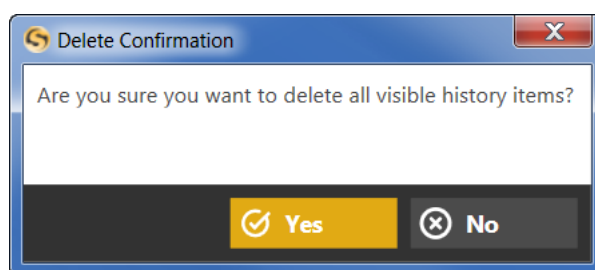 Delete Confirmation
Are you sure you want to delete all visible history items?
Yes
No